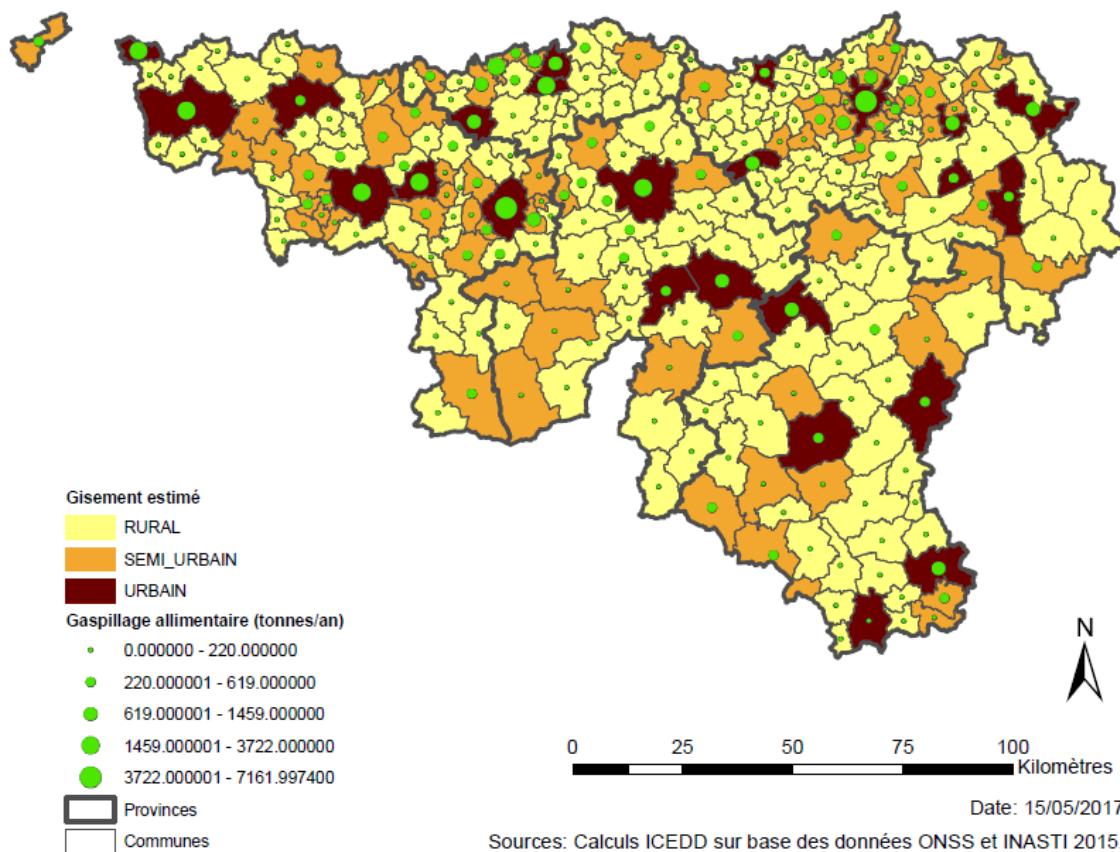 Gisement estimé
RURAL
SEMI_URBAIN
URBAIN
Gaspillage allimentaire (tonnes/an)
0.000000 - 220.000000
220.000001 - 619.000000
619.000001 - 1459.000000
1459.000001 - 3722.000000
3722.000001 - 7161.997400
Provinces
Communes
N
0 25 50 75 100
Kilomètres
Date: 15/05/2017
Sources: Calculs ICEDD sur base des données ONSS et INASTI 2015